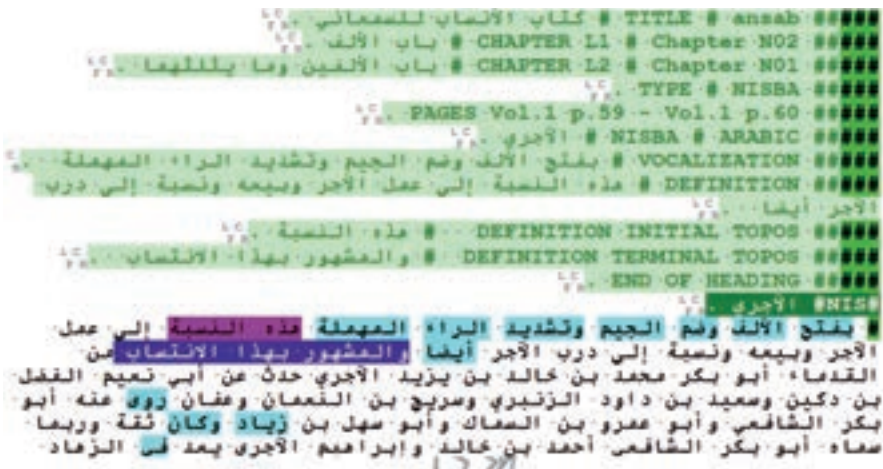 ##### TITLE # ansab # كتاب الأنساب للسمعاني .
##### CHAPTER L1 # Chapter N02 # باب الألف .
##### CHAPTER L2 # Chapter N01 # باب الألفين وما يثلثهما .
##### TYPE # NISBA .
##### PAGES Vol.1 p.59 - Vol.1 p.60 .
##### NISBA # ARABIC # الآجري .
##### VOCALIZATION # بفتح الألف وضم الجيم وتشديد الراء المهملة .
##### DEFINITION # هذه النسبة إلى عمل الآجر وبيعه ونسبة إلى درب
الآجر أيضا .
##### DEFINITION INITIAL TOPOS # هذه النسبة .
##### DEFINITION TERMINAL TOPOS # والمشهور بهذا الانتساب .
##### END OF HEADING .
#NIS# الآجري .
# بفتح الألف وضم الجيم وتشديد الراء المهملة هذه النسبة إلى عمل
الآجر وبيعه ونسبة إلى درب الآجر أيضا والمشهور بهذا الانتساب من
القدماء أبو بكر محمد بن خالد بن يزيد الآجري حدث عن أبي نعيم الفضل
بن دكين وسعيد بن داود الزنبري وسريج بن النعمان وعفان روى عنه أبو
بكر الشافعي وأبو عمرو بن السماك وأبو سهل بن زياد وكان ثقة وربما
سماه أبو بكر الشافعي أحمد بن خالد وإبراهيم الآجري يعد في الزهاد